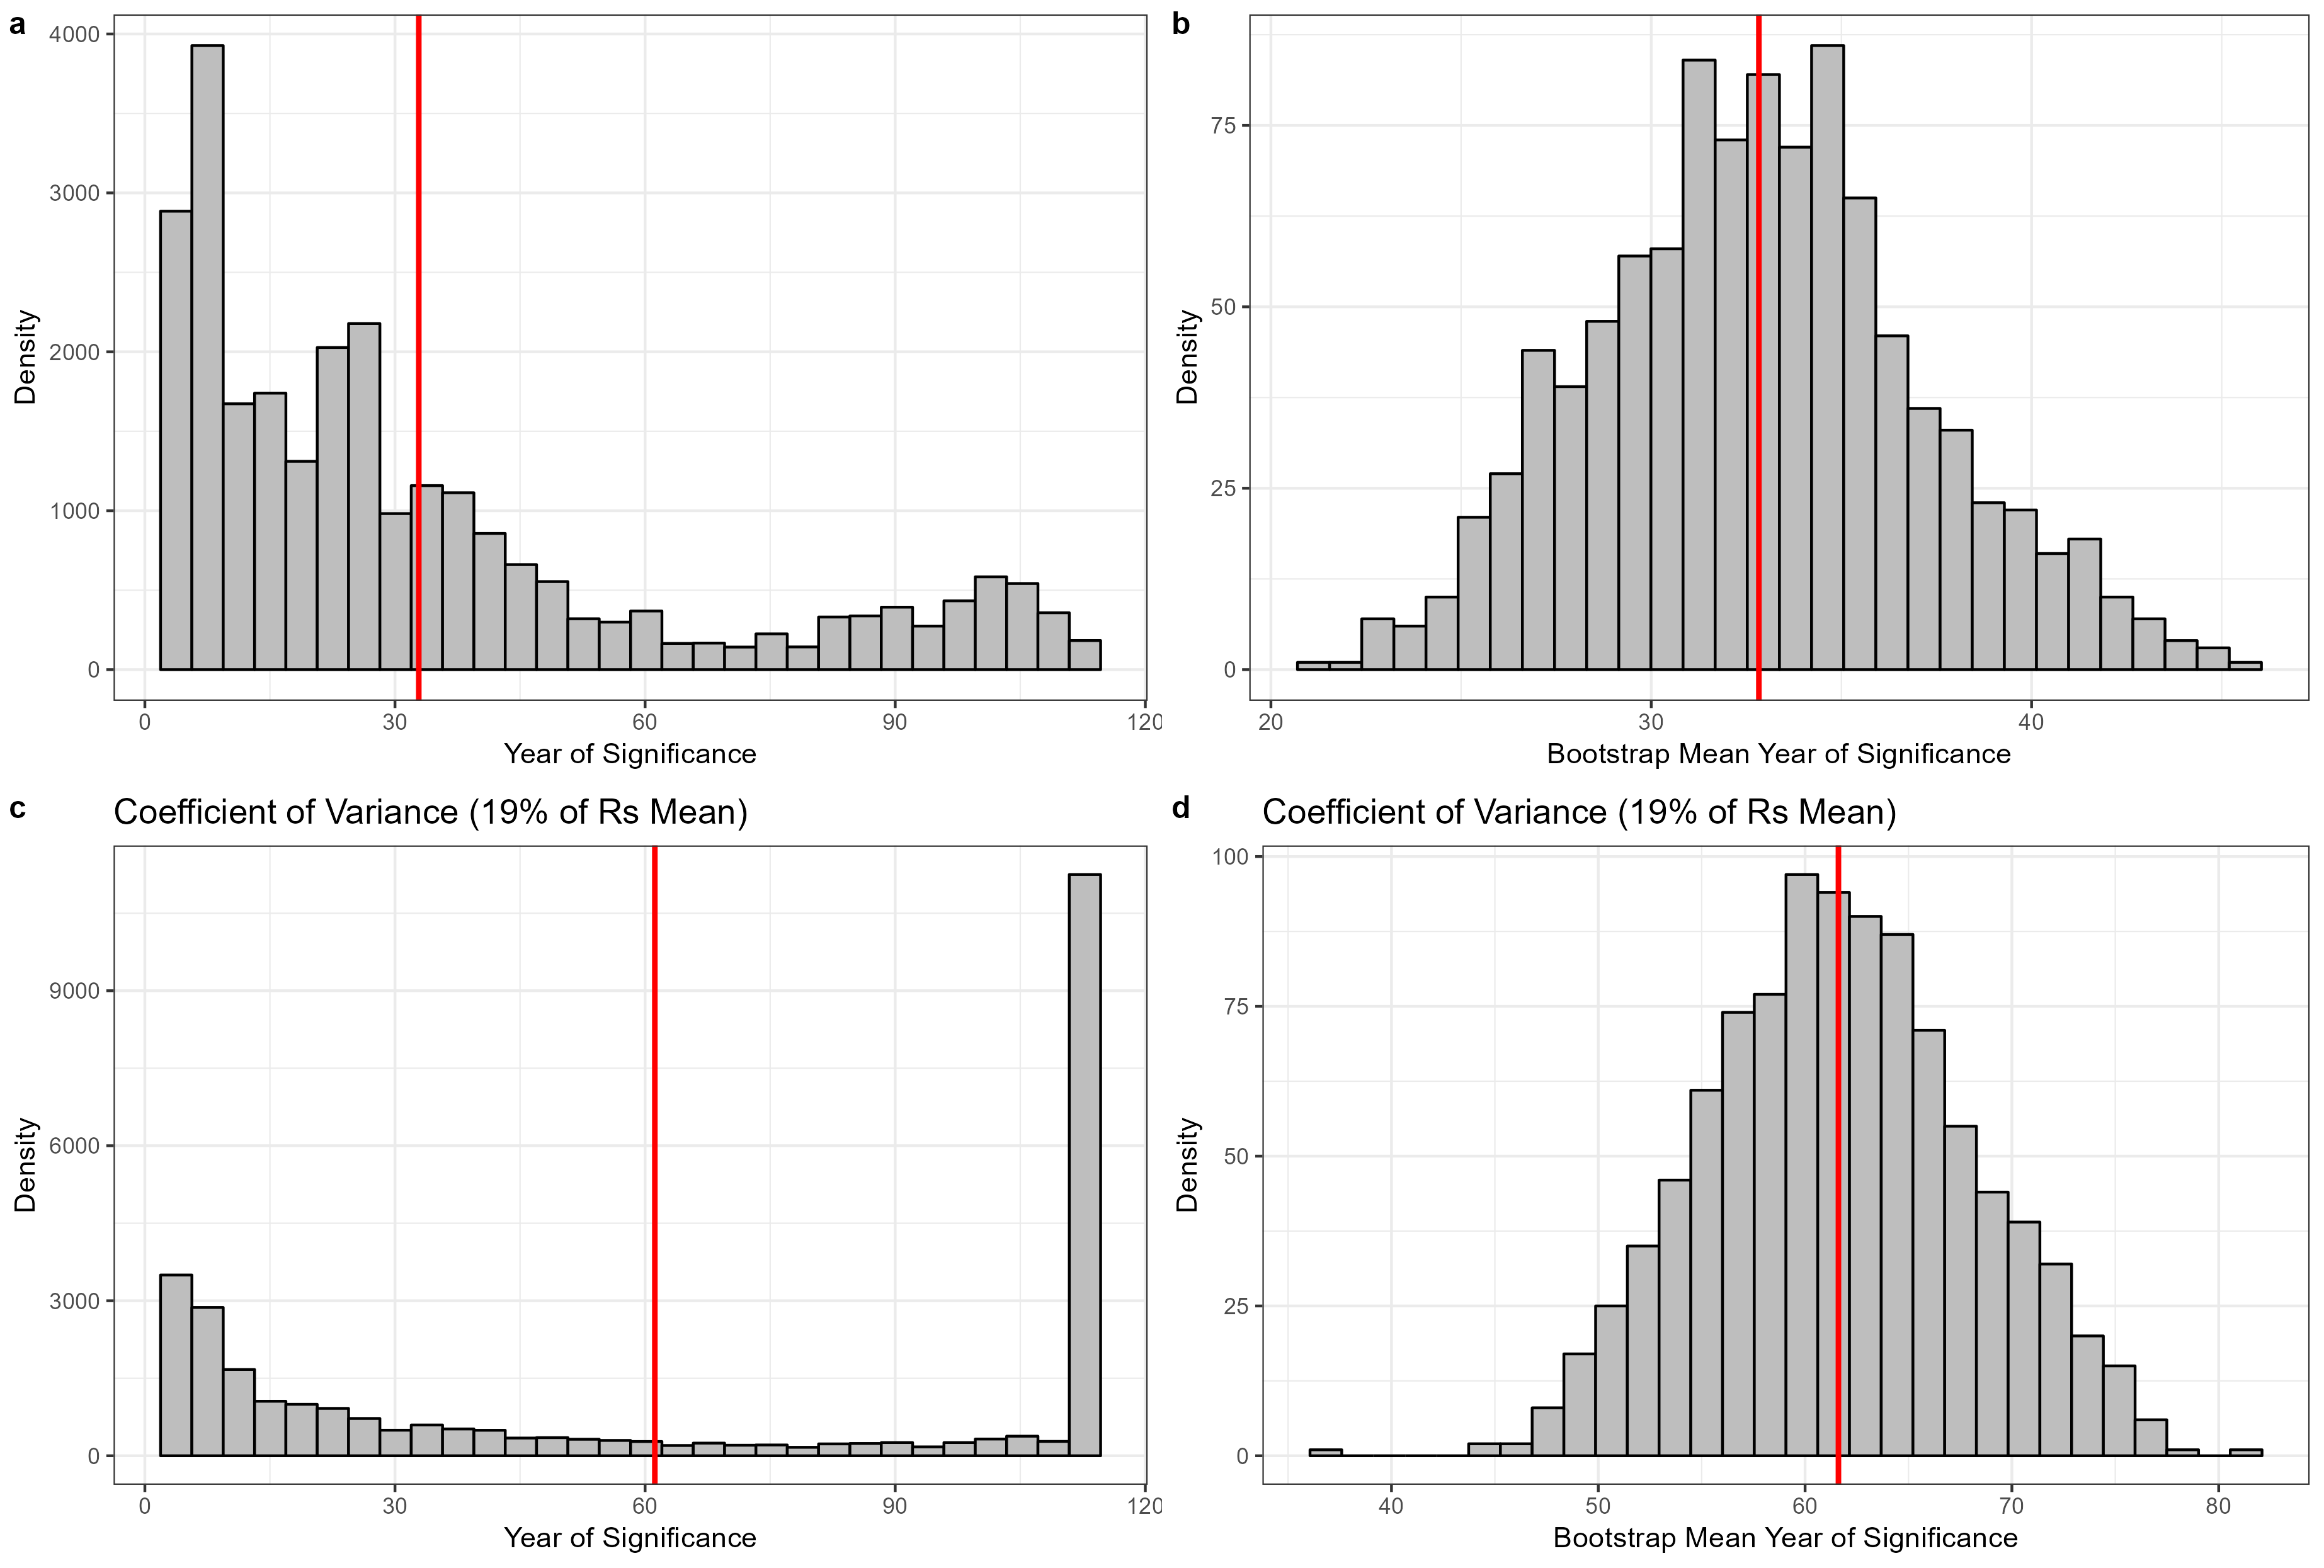 a
4000
3000
2000
1000
0
Density
0 30 60 90 120
Year of Significance
b
75
50
25
0
Density
20 30 40
Bootstrap Mean Year of Significance
c Coefficient of Variance (19% of Rs Mean)
9000
6000
3000
0
Density
0 30 60 90 120
Year of Significance
d Coefficient of Variance (19% of Rs Mean)
100
75
50
25
0
Density
40 50 60 70 80
Bootstrap Mean Year of Significance